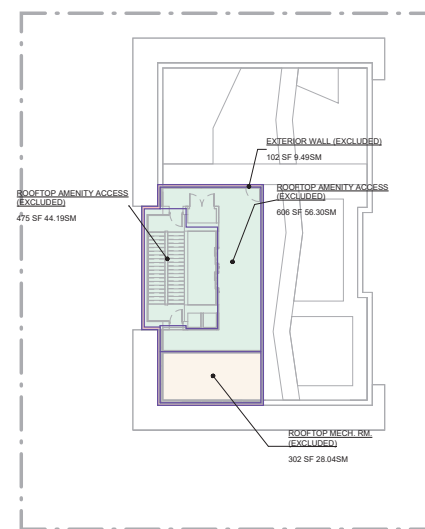 EXTERIOR WALL (EXCLUDED)
102 SF 9.49SM
ROOFTOP AMENITY ACCESS
(EXCLUDED)
606 SF 56.30SM
ROOFTOP AMENITY ACCESS
(EXCLUDED)
475 SF 44.19SM
ROOFTOP MECH. RM.
(EXCLUDED)
302 SF 28.04SM